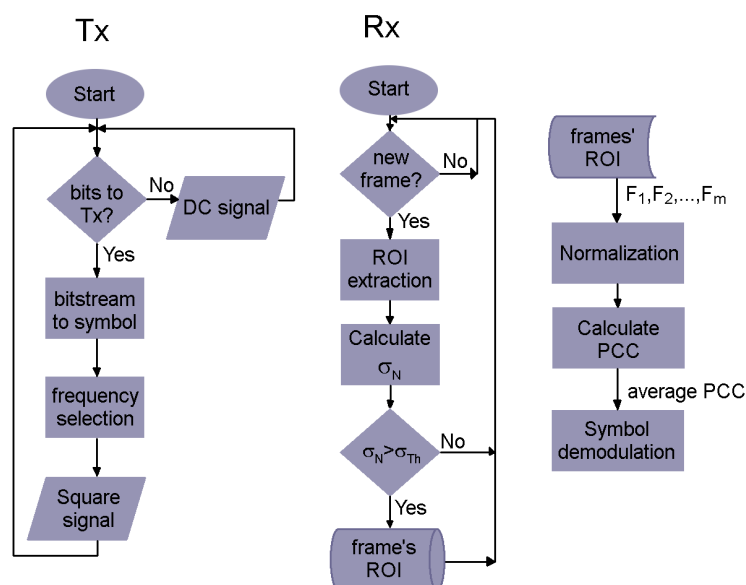 Tx
Start
bits to
Tx?
No
DC signal
Yes
bitstream
to symbol
frequency
selection
Square
signal
Rx
Start
new
frame?
No
Yes
ROI
extraction
Calculate
σN
σN>σTh
No
Yes
frame's
ROI
frames'
ROI
F1,F2,...,Fm
Normalization
Calculate
PCC
average PCC
Symbol
demodulation